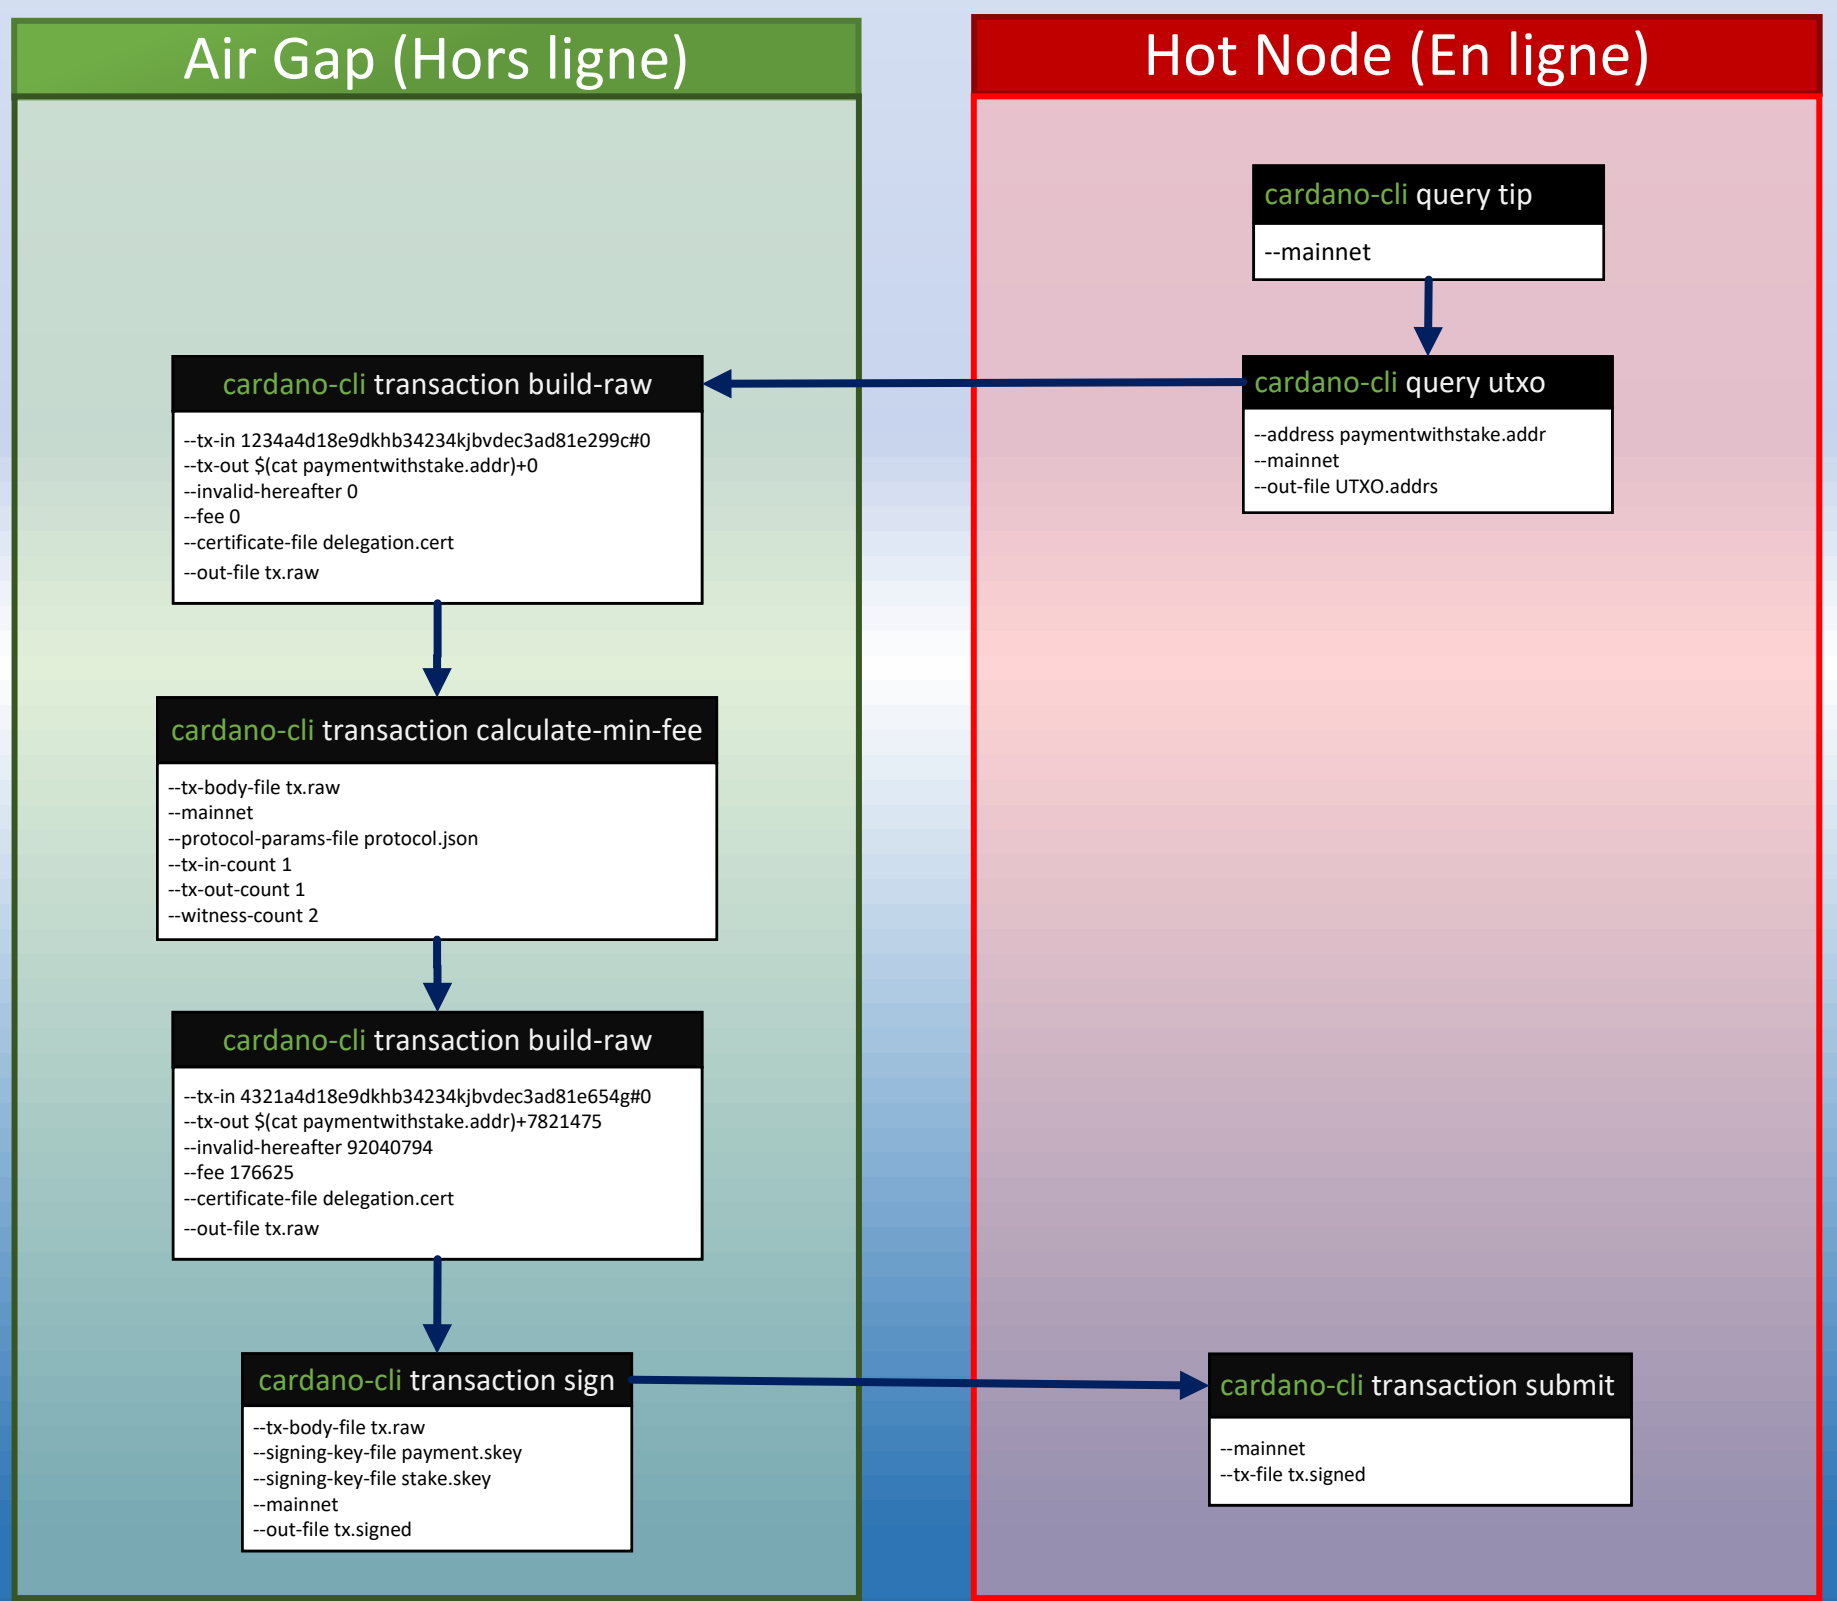 Air Gap (Hors ligne)
Hot Node (En ligne)
cardano-cli query tip
--mainnet
cardano-cli query utxo
--address paymentwithstake.addr
--mainnet
--out-file UTXO.addrs
cardano-cli transaction build-raw
--tx-in 1234a4d18e9dkhb34234kjbvdec3ad81e299c#0
--tx-out $(cat paymentwithstake.addr)+0
--invalid-hereafter 0
--fee 0
--certificate-file delegation.cert
--out-file tx.raw
cardano-cli transaction calculate-min-fee
--tx-body-file tx.raw
--mainnet
--protocol-params-file protocol.json
--tx-in-count 1
--tx-out-count 1
--witness-count 2
cardano-cli transaction build-raw
--tx-in 4321a4d18e9dkhb34234kjbvdec3ad81e654g#0
--tx-out $(cat paymentwithstake.addr)+7821475
--invalid-hereafter 92040794
--fee 176625
--certificate-file delegation.cert
--out-file tx.raw
cardano-cli transaction sign
--tx-body-file tx.raw
--signing-key-file payment.skey
--signing-key-file stake.skey
--mainnet
--out-file tx.signed
cardano-cli transaction submit
--mainnet
--tx-file tx.signed